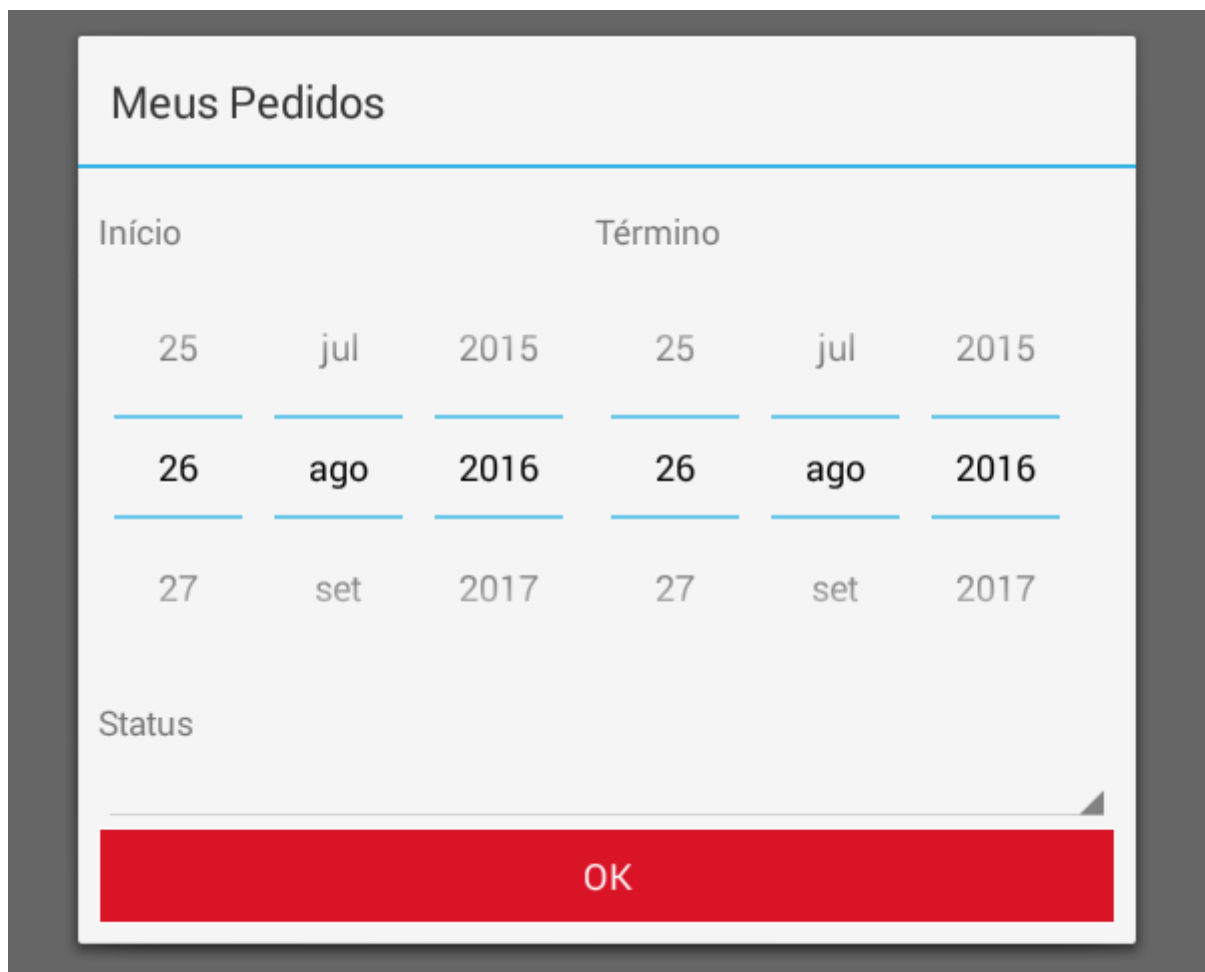 Meus Pedidos
Início Término
25 jul 2015 25 jul 2015
26 ago 2016 26 ago 2016
27 set 2017 27 set 2017
Status
OK